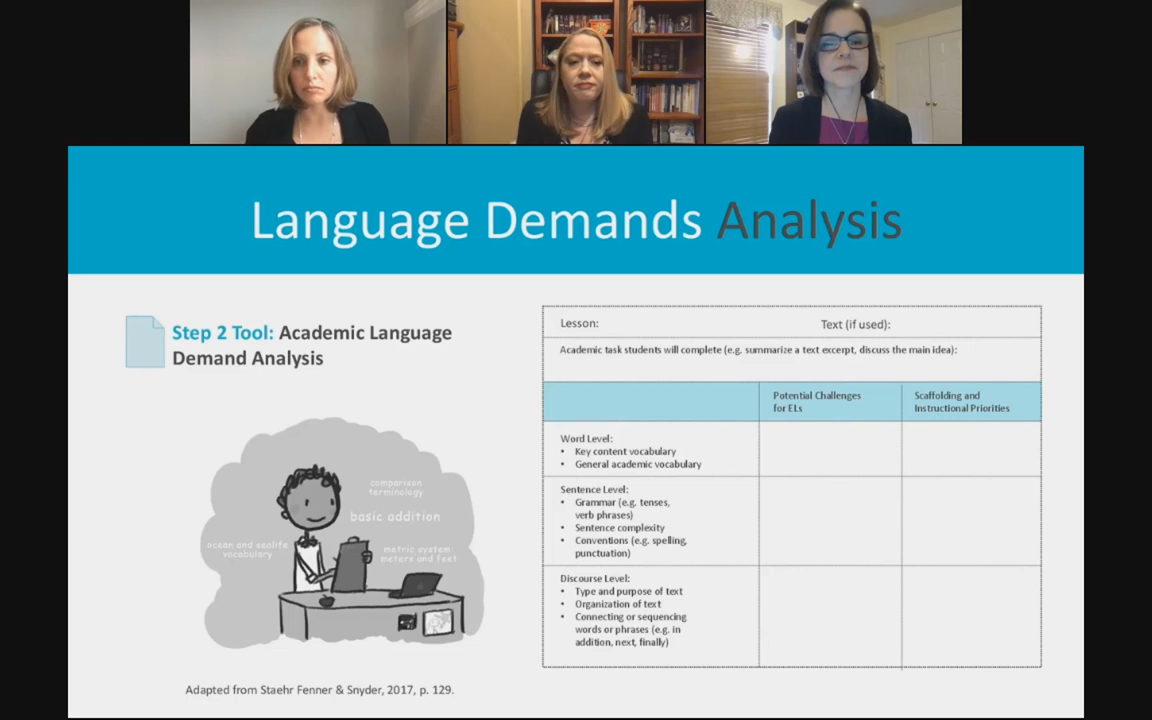 Language Demands Analysis
Step 2 Tool: Academic Language
Demand Analysis
comparison
terminology
basic addition
ocean and sealife
vocabulary
metric system:
meters and feet
Adapted from Staehr Fenner & Snyder, 2017, p. 129.
Lesson: Text (if used):
Academic task students will complete (e.g. summarize a text excerpt, discuss the main idea):
Potential Challenges
for ELs
Scaffolding and
Instructional Priorities
Word Level:
• Key content vocabulary
• General academic vocabulary
Sentence Level:
• Grammar (e.g. tenses,
verb phrases)
• Sentence complexity
• Conventions (e.g. spelling,
punctuation)
Discourse Level:
• Type and purpose of text
• Organization of text
• Connecting or sequencing
words or phrases (e.g. in
addition, next, finally)